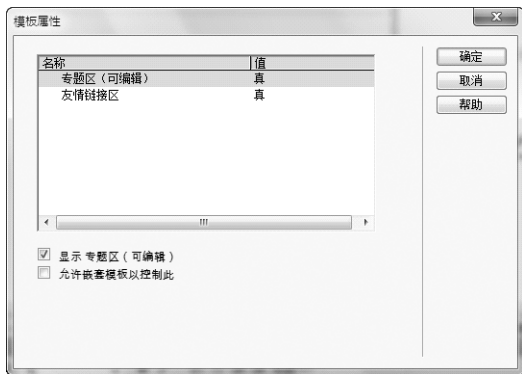 模板属性
名称 值
专题区（可编辑） 真
友情链接区 真
显示 专题区（可编辑）
允许嵌套模板以控制此
确定
取消
帮助